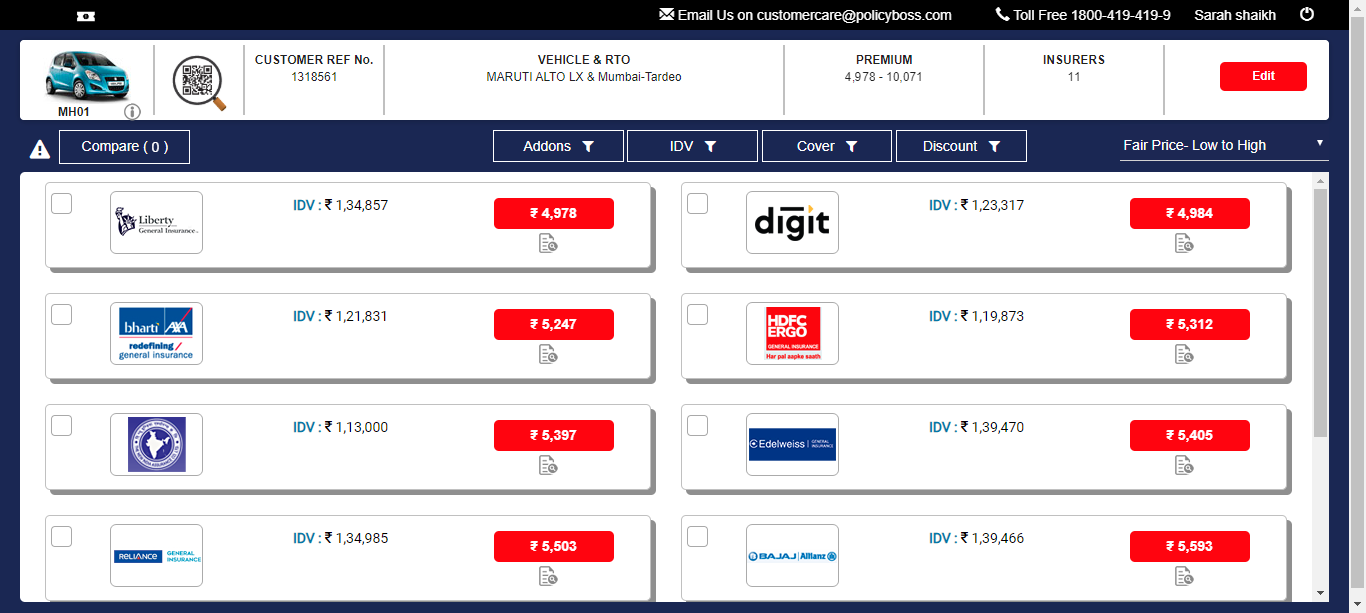 Email Us on customercare@policyboss.com
Toll Free 1800-419-419-9
Sarah shaikh
MH01
CUSTOMER REF No.
1318561
VEHICLE & RTO
MARUTI ALTO LX & Mumbai-Tardeo
PREMIUM
4,978 - 10,071
INSURERS
11
Edit
Compare ( 0 )
Addons
IDV
Cover
Discount
Fair Price- Low to High
Liberty
General Insurance.
IDV : ₹ 1,34,857
₹ 4,978
digit
IDV : ₹ 1,23,317
₹ 4,984
bharti AXA
redefining /
general insurance
IDV : ₹ 1,21,831
₹ 5,247
HDFC
ERGO
GENERAL INSURANCE
Har pal aapke saath
IDV : ₹ 1,19,873
₹ 5,312
IDV : ₹ 1,13,000
₹ 5,397
Edelweiss
GENERAL
INSURANCE
IDV : ₹ 1,39,470
₹ 5,405
RELIANCE
GENERAL
INSURANCE
IDV : ₹ 1,34,985
₹ 5,503
BAJAJ Allianz
IDV : ₹ 1,39,466
₹ 5,593